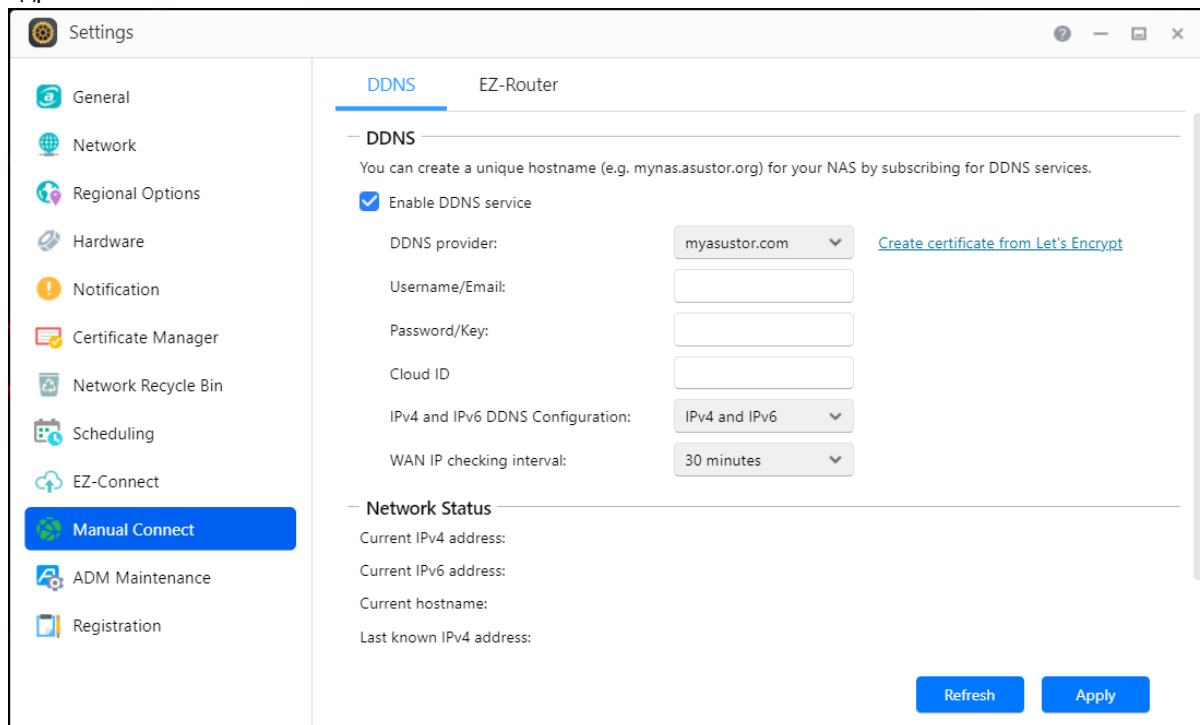 Settings
General
Network
Regional Options
Hardware
Notification
Certificate Manager
Network Recycle Bin
Scheduling
EZ-Connect
Manual Connect
ADM Maintenance
Registration
DDNS EZ-Router
DDNS
You can create a unique hostname (e.g. mynas.asustor.org) for your NAS by subscribing for DDNS services.
Enable DDNS service
DDNS provider: myasustor.com Create certificate from Let's Encrypt
Username/Email:
Password/Key:
Cloud ID
IPv4 and IPv6 DDNS Configuration: IPv4 and IPv6
WAN IP checking interval: 30 minutes
Network Status
Current IPv4 address:
Current IPv6 address:
Current hostname:
Last known IPv4 address:
Refresh Apply